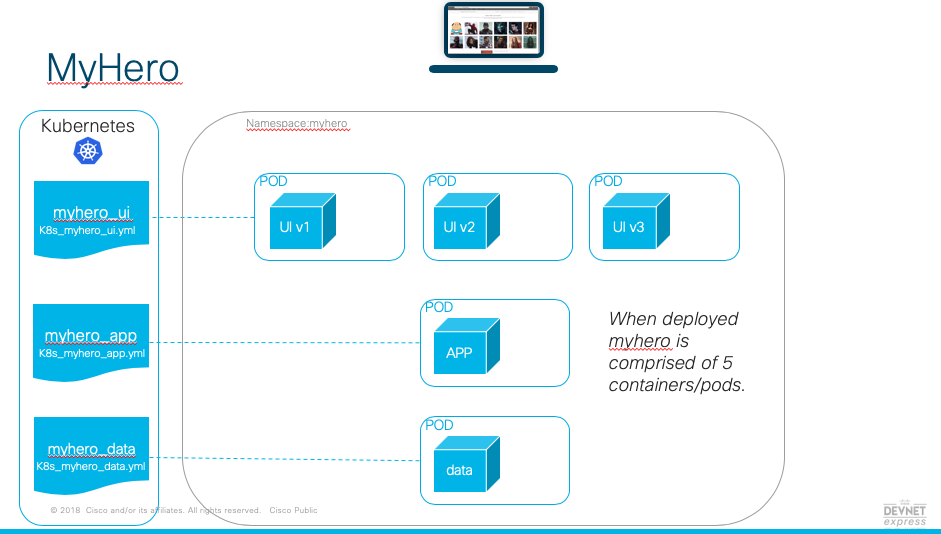 MyHero
Kubernetes
Namespace:myhero
myhero_ui
K8s_myhero_ui.yml
POD
UI v1
POD
UI v2
POD
UI v3
myhero_app
K8s_myhero_app.yml
POD
APP
When deployed
myhero is
comprised of 5
containers/pods.
myhero_data
K8s_myhero_data.yml
POD
data
© 2018 Cisco and/or its affiliates. All rights reserved. Cisco Public
DEVNET
express